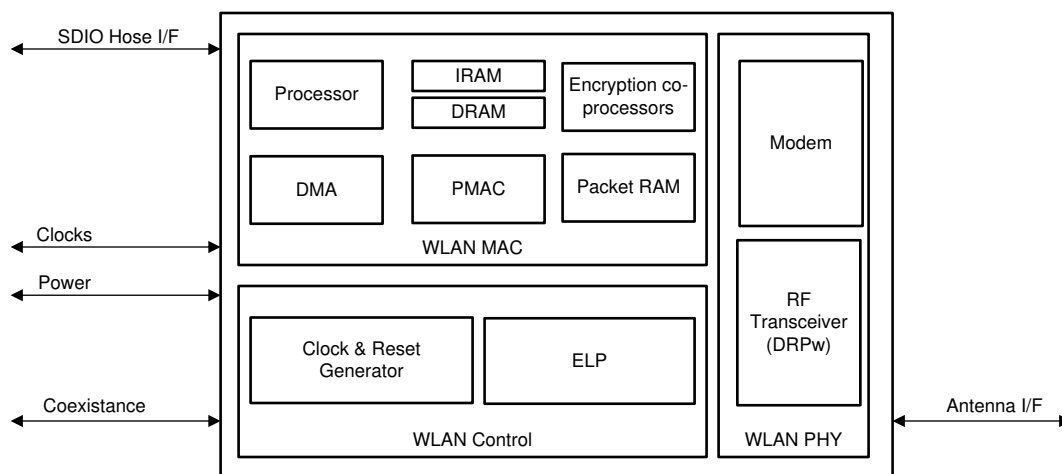 SDIO Hose I/F
Clocks
Power
Coexistance
Processor
IRAM
DRAM
Encryption co-
processors
DMA
PMAC
Packet RAM
WLAN MAC
Clock & Reset
Generator
ELP
WLAN Control
Modem
RF
Transceiver
(DRPw)
WLAN PHY
Antenna I/F